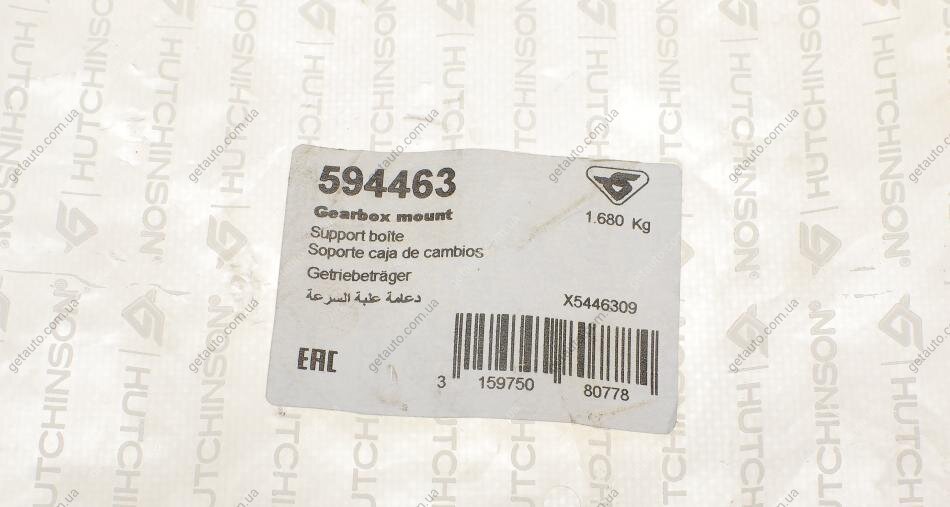 594463
Gearbox mount
Support boîte
Soporte caja de cambios
Getriebeträger
دعامة علبة السرعة
1.680 Kg
X5446309
EAC
3 159750 80778
HUTCHINSON®
getauto.com.ua